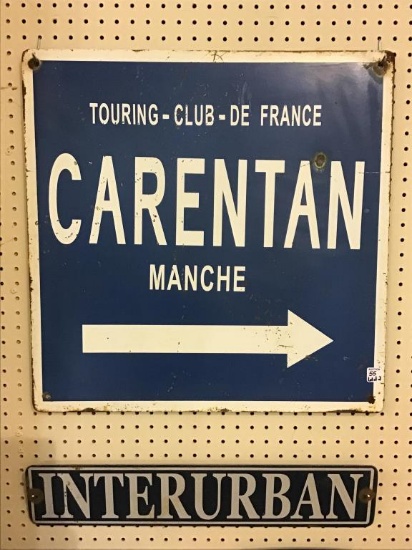 TOURING-CLUB-DE FRANCE
CARENTAN
MANCHE
INTERURBAN